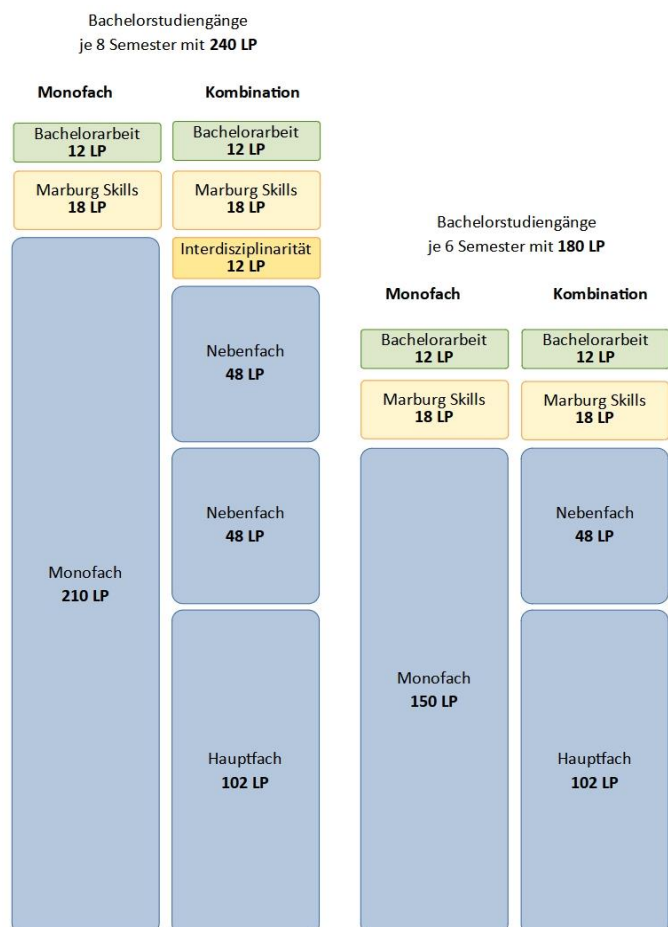 Bachelorstudiengänge
je 8 Semester mit 240 LP
Monofach
Bachelorarbeit
12 LP
Marburg Skills
18 LP
Monofach
210 LP
Kombination
Bachelorarbeit
12 LP
Marburg Skills
18 LP
Interdisziplinarität
12 LP
Nebenfach
48 LP
Nebenfach
48 LP
Hauptfach
102 LP
Bachelorstudiengänge
je 6 Semester mit 180 LP
Monofach
Bachelorarbeit
12 LP
Marburg Skills
18 LP
Monofach
150 LP
Kombination
Bachelorarbeit
12 LP
Marburg Skills
18 LP
Nebenfach
48 LP
Hauptfach
102 LP